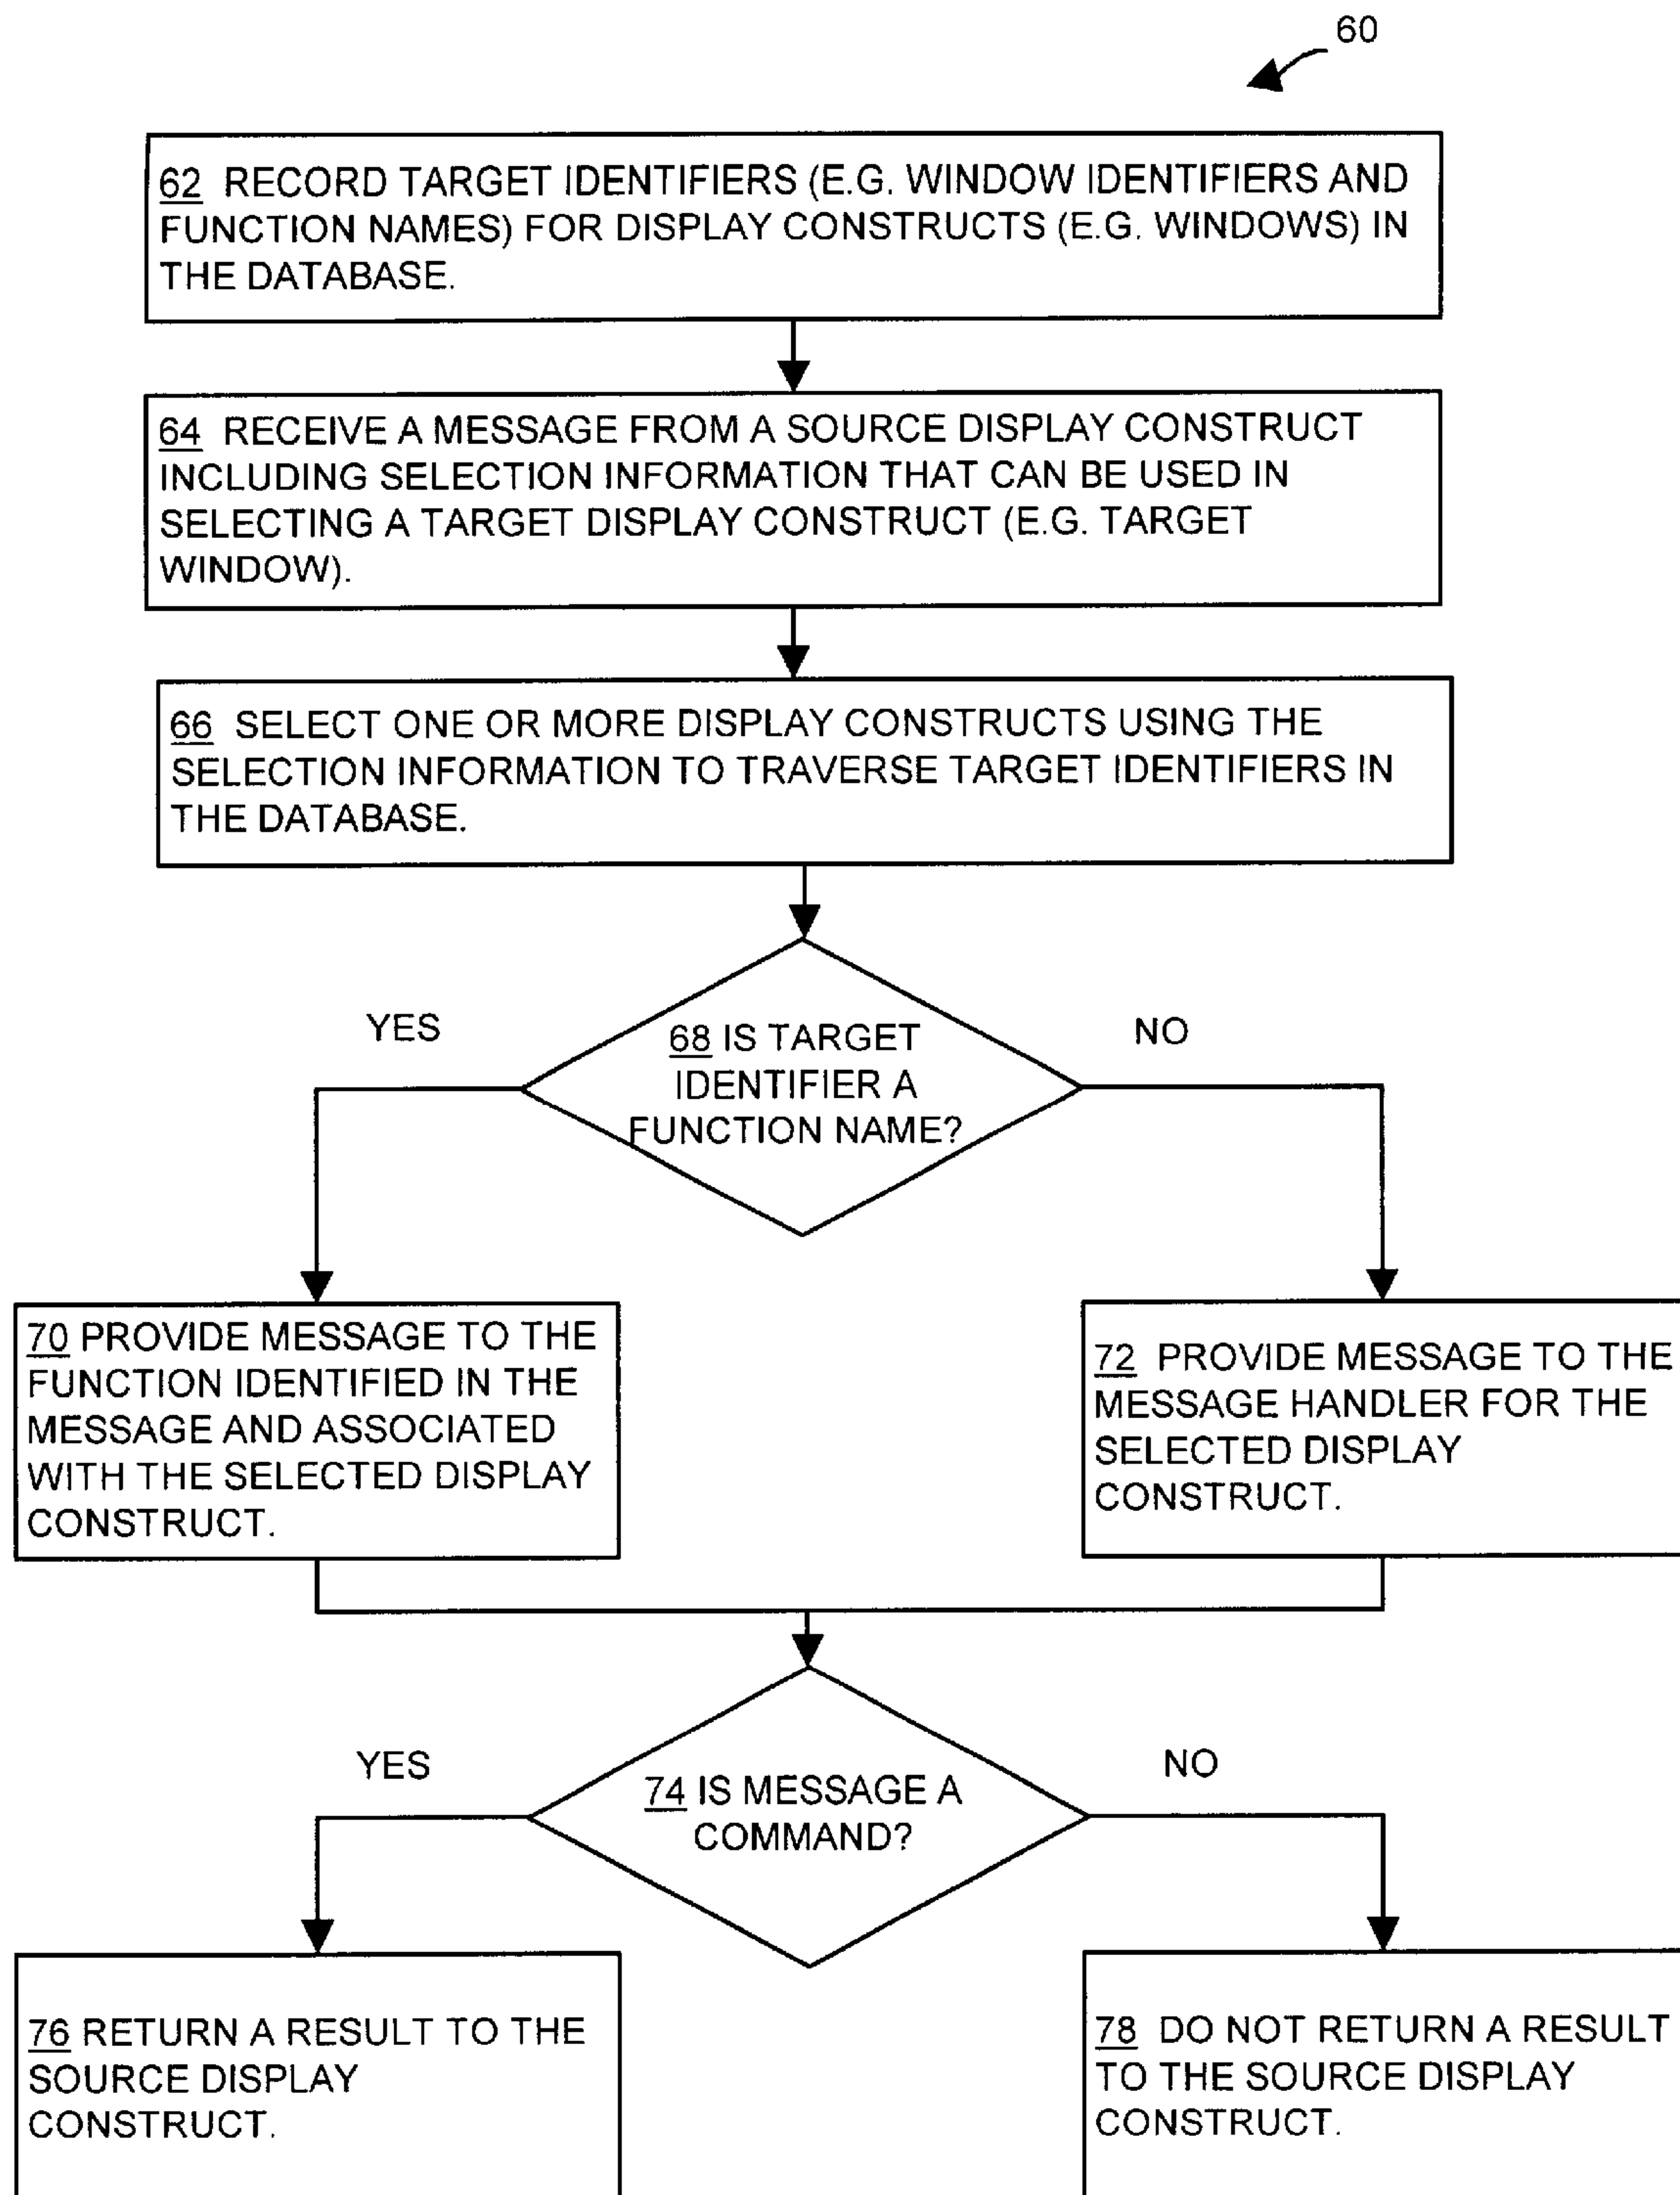 60
62 RECORD TARGET IDENTIFIERS (E.G. WINDOW IDENTIFIERS AND
FUNCTION NAMES) FOR DISPLAY CONSTRUCTS (E.G. WINDOWS) IN
THE DATABASE.
64 RECEIVE A MESSAGE FROM A SOURCE DISPLAY CONSTRUCT
INCLUDING SELECTION INFORMATION THAT CAN BE USED IN
SELECTING A TARGET DISPLAY CONSTRUCT (E.G. TARGET
WINDOW).
66 SELECT ONE OR MORE DISPLAY CONSTRUCTS USING THE
SELECTION INFORMATION TO TRAVERSE TARGET IDENTIFIERS IN
THE DATABASE.
YES
68 IS TARGET
IDENTIFIER A
FUNCTION NAME?
NO
70 PROVIDE MESSAGE TO THE
FUNCTION IDENTIFIED IN THE
MESSAGE AND ASSOCIATED
WITH THE SELECTED DISPLAY
CONSTRUCT.
72 PROVIDE MESSAGE TO THE
MESSAGE HANDLER FOR THE
SELECTED DISPLAY
CONSTRUCT.
YES
74 IS MESSAGE A
COMMAND?
NO
76 RETURN A RESULT TO THE
SOURCE DISPLAY
CONSTRUCT.
78 DO NOT RETURN A RESULT
TO THE SOURCE DISPLAY
CONSTRUCT.